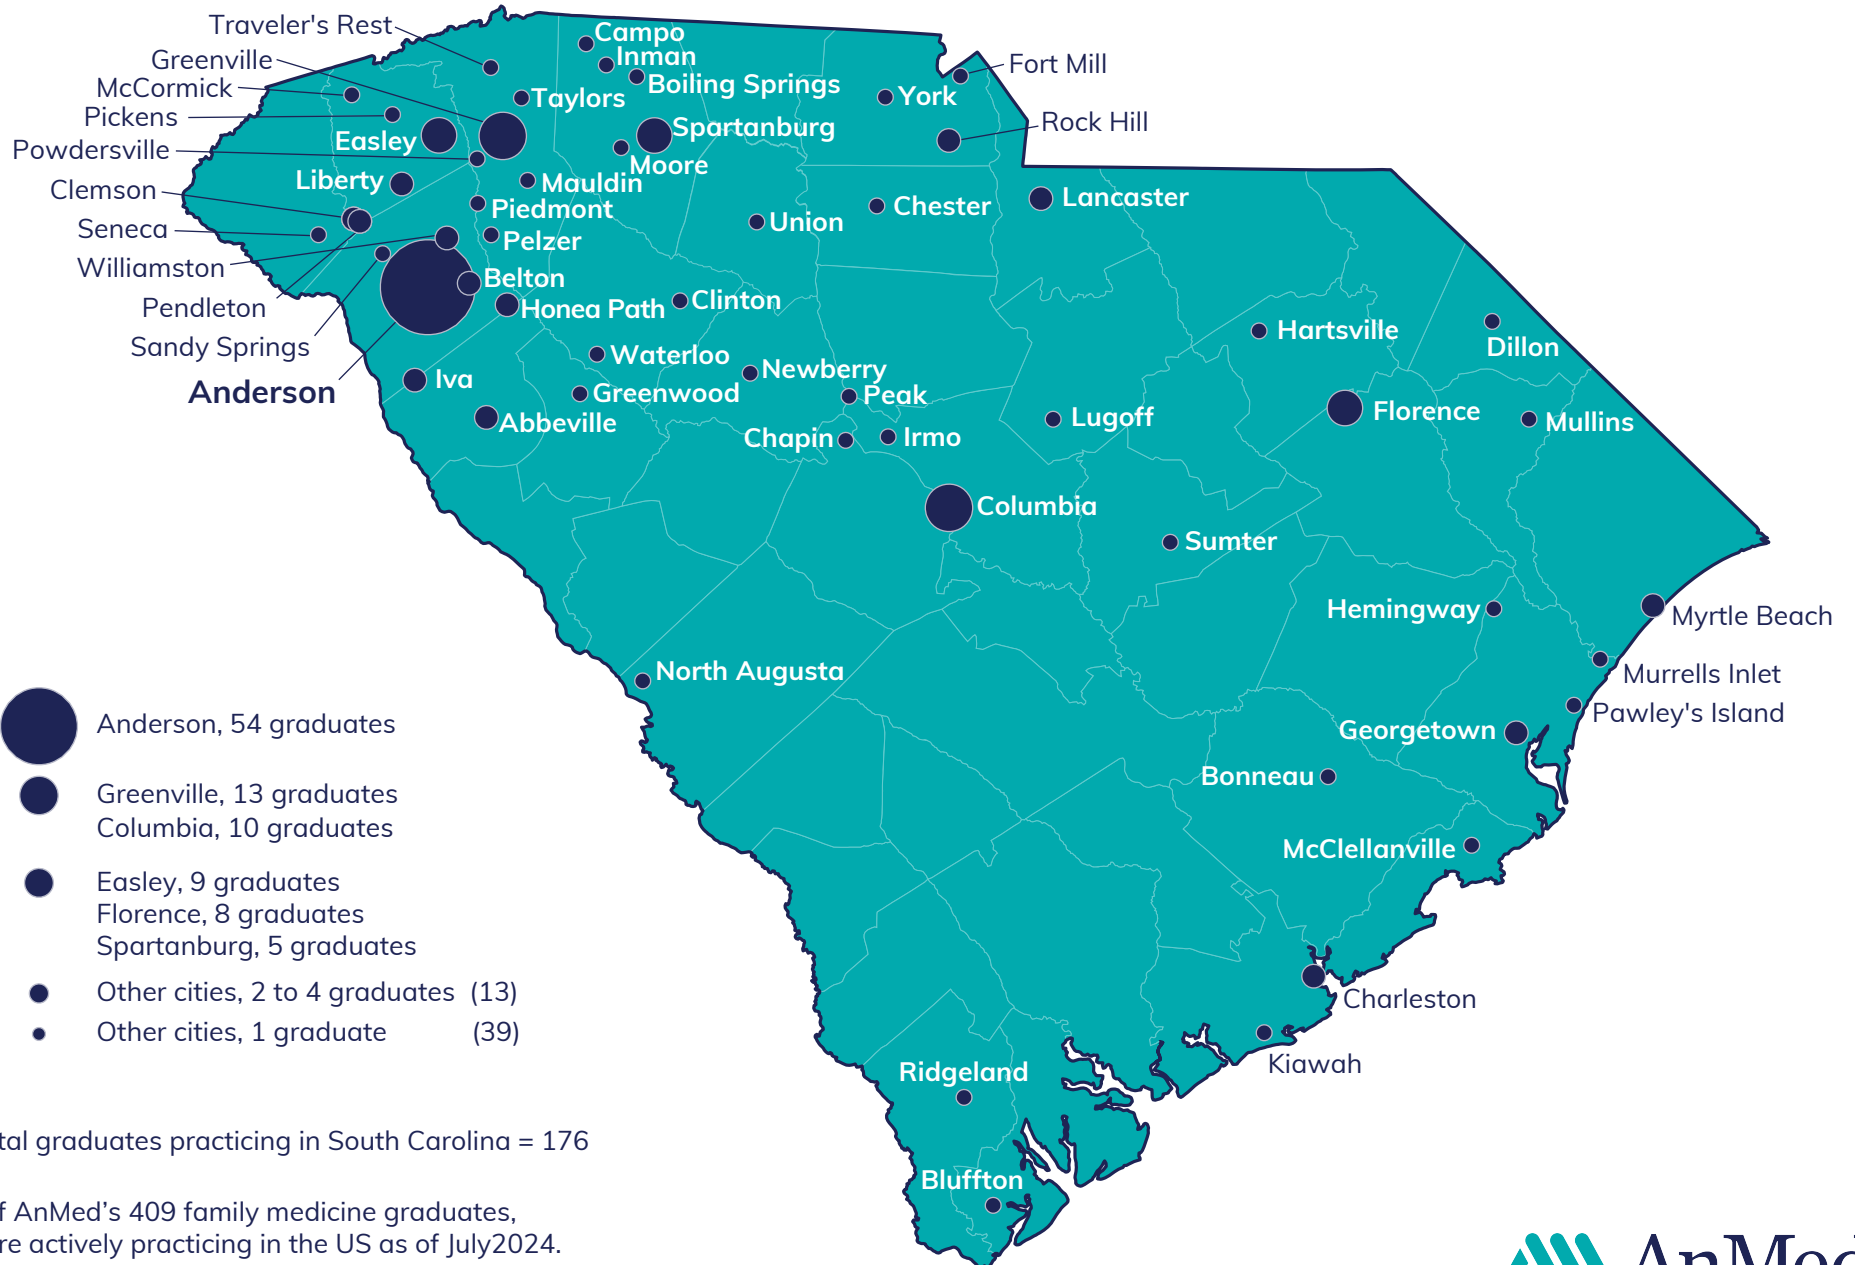 Traveler's Rest
Greenville
McCormick
Pickens
Powdersville
Clemson
Seneca
Williamston
Pendleton
Sandy Springs
Anderson
Campo
Inman
Boiling Springs
Taylors
Easley
Spartanburg
Moore
Liberty
Mauldin
Piedmont
Pelzer
Belton
Honea Path
Clinton
Union
Chester
York
Fort Mill
Rock Hill
Lancaster
Iva
Abbeville
Waterloo
Greenwood
Newberry
Peak
Chapin
Irmo
Lugoff
Hartsville
Dillon
Florence
Mullins
Columbia
Sumter
Hemingway
Myrtle Beach
Murrells Inlet
Pawley's Island
North Augusta
Georgetown
Bonneau
McClellanville
Charleston
Kiawah
Ridgeland
Bluffton
Anderson, 54 graduates
Greenville, 13 graduates
Columbia, 10 graduates
Easley, 9 graduates
Florence, 8 graduates
Spartanburg, 5 graduates
Other cities, 2 to 4 graduates (13)
Other cities, 1 graduate (39)
tal graduates practicing in South Carolina = 176
f AnMed’s 409 family medicine graduates,
re actively practicing in the US as of July2024.
AnMed